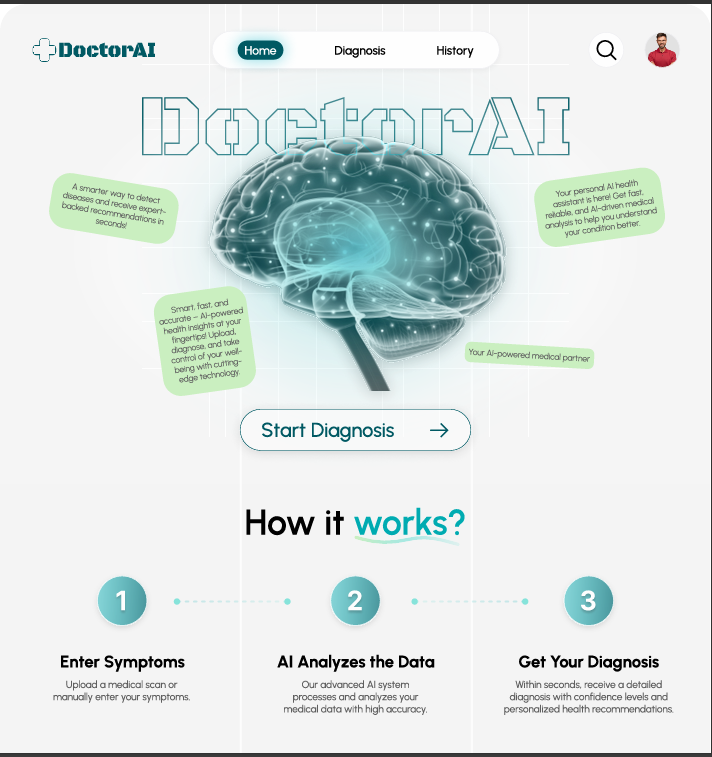 DoctorAI
Home
Diagnosis
History
DoctorAI
A smarter way to detect
diseases and receive expert-
backed recommendations in
seconds!
Your personal AI health
assistant is here! Get fast,
reliable, and AI-driven medical
analysis to help you understand
your condition better.
Smart, fast, and
accurate – AI-powered
health insights at your
fingertips! Upload,
diagnose, and take
control of your well-
being with cutting-
edge technology.
Your AI-powered medical partner
Start Diagnosis
How it works?
1
2
3
Enter Symptoms
Upload a medical scan or
manually enter your symptoms.
AI Analyzes the Data
Our advanced AI system
processes and analyzes your
medical data with high accuracy.
Get Your Diagnosis
Within seconds, receive a detailed
diagnosis with confidence levels and
personalized health recommendations.